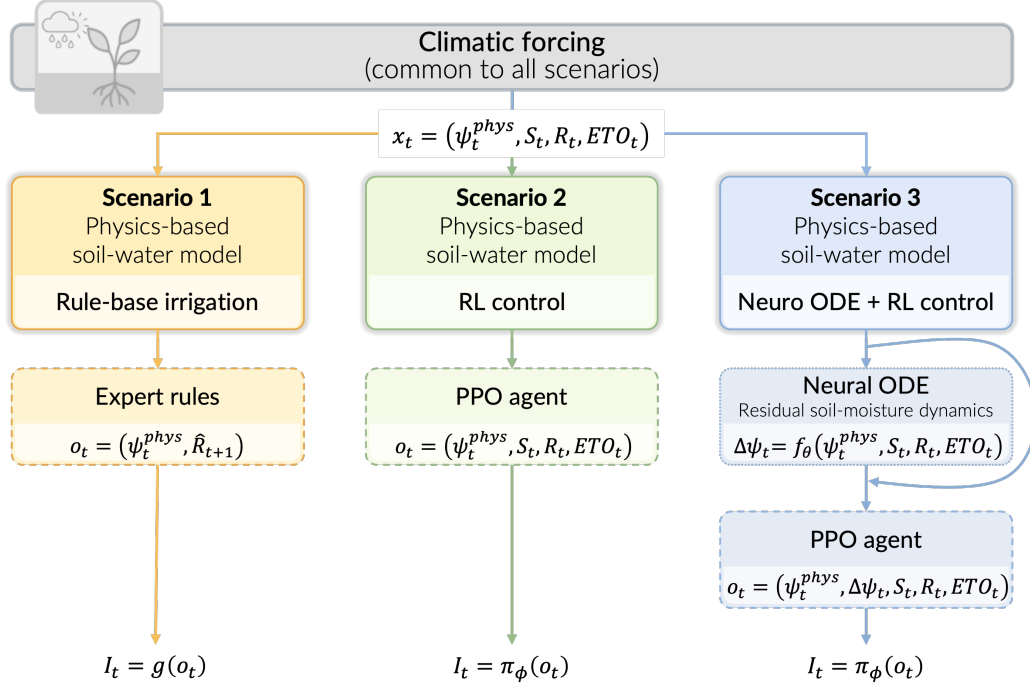 Climatic forcing
(common to all scenarios)
x_t = (ψ_t^phys, S_t, R_t, ETO_t)
Scenario 1
Physics-based
soil-water model
Rule-base irrigation
Expert rules
o_t = (ψ_t^phys, R̂_{t+1})
I_t = g(o_t)
Scenario 2
Physics-based
soil-water model
RL control
PPO agent
o_t = (ψ_t^phys, S_t, R_t, ETO_t)
I_t = π_ϕ(o_t)
Scenario 3
Physics-based
soil-water model
Neuro ODE + RL control
Neural ODE
Residual soil-moisture dynamics
Δψ_t = f_θ(ψ_t^phys, S_t, R_t, ETO_t)
PPO agent
o_t = (ψ_t^phys, Δψ_t, S_t, R_t, ETO_t)
I_t = π_ϕ(o_t)